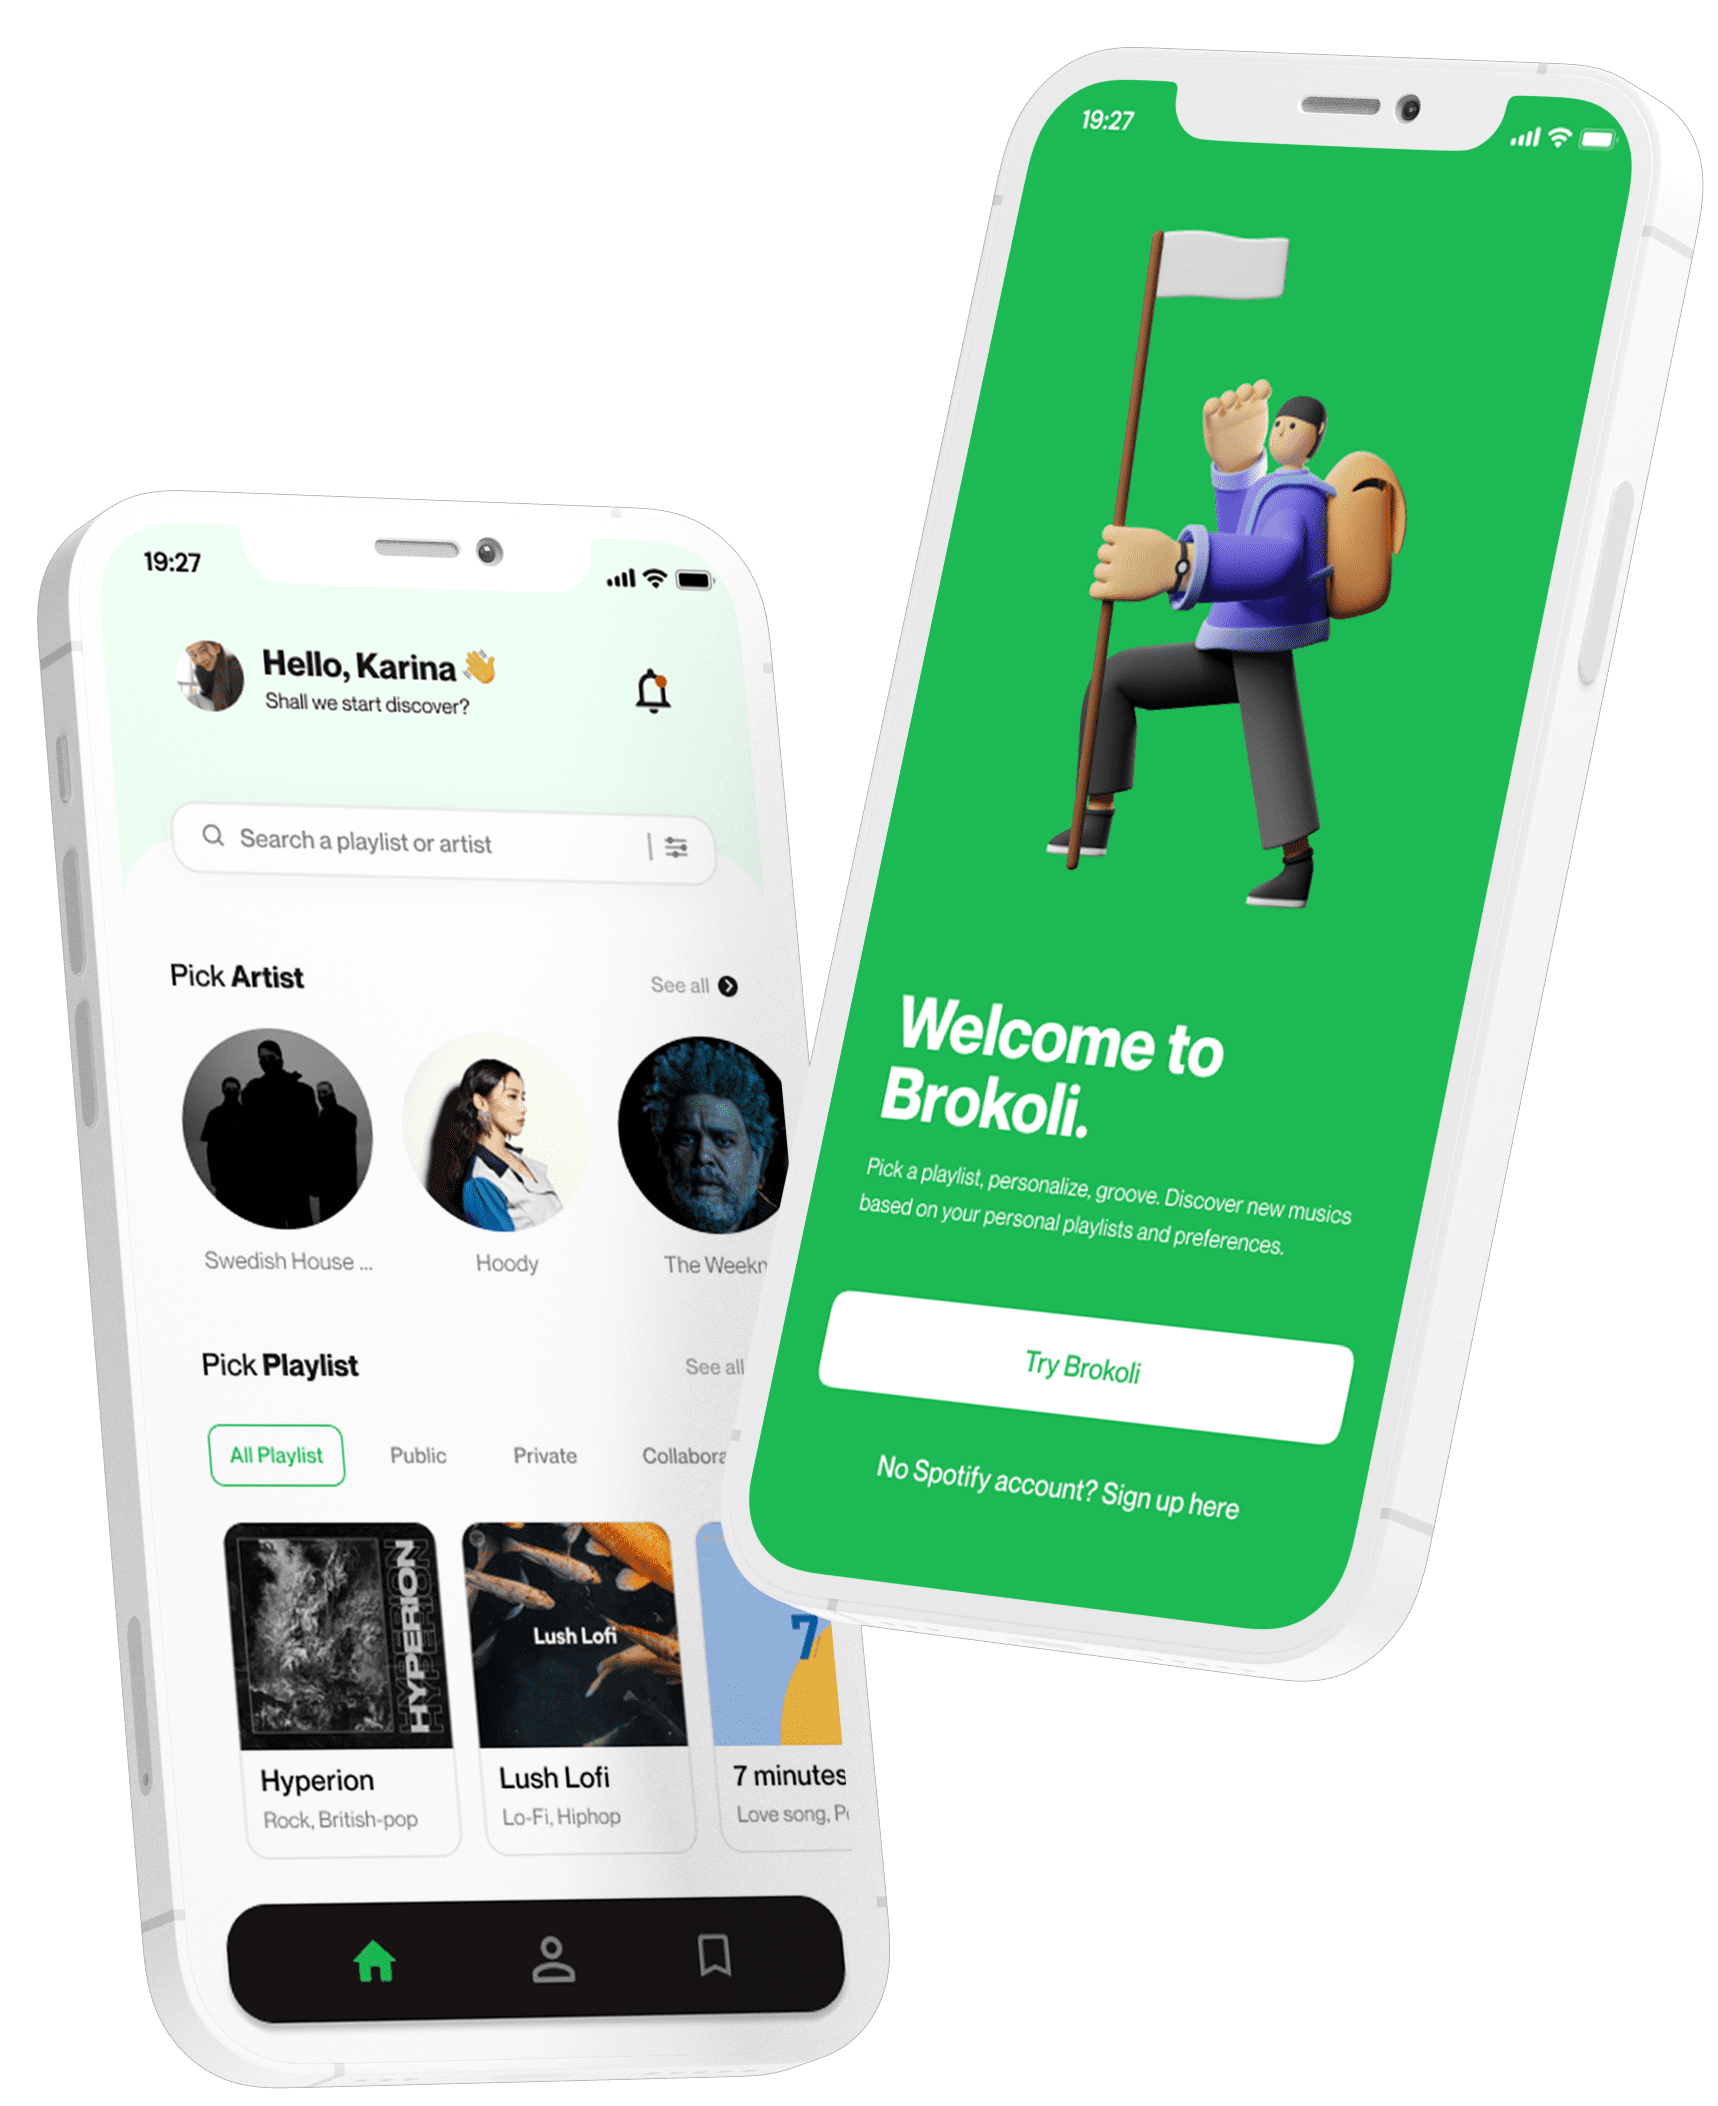 19:27
Hello, Karina
Shall we start discover?
Search a playlist or artist
Pick Artist
See all
Swedish House ...
Hoody
The
Pick Playlist
See all
All Playlist
Public
Private
HYPERION
Lush Lofi
7
Hyperion
Rock, British-pop
Lush Lofi
Lo-Fi, Hiphop
7 minutes
Love song,
19:27
Welcome to
Brokoli.
Pick a playlist, personalize, groove. Discover new musics
based on your personal playlists and preferences.
Try Brokoli
No Spotify account? Sign up here